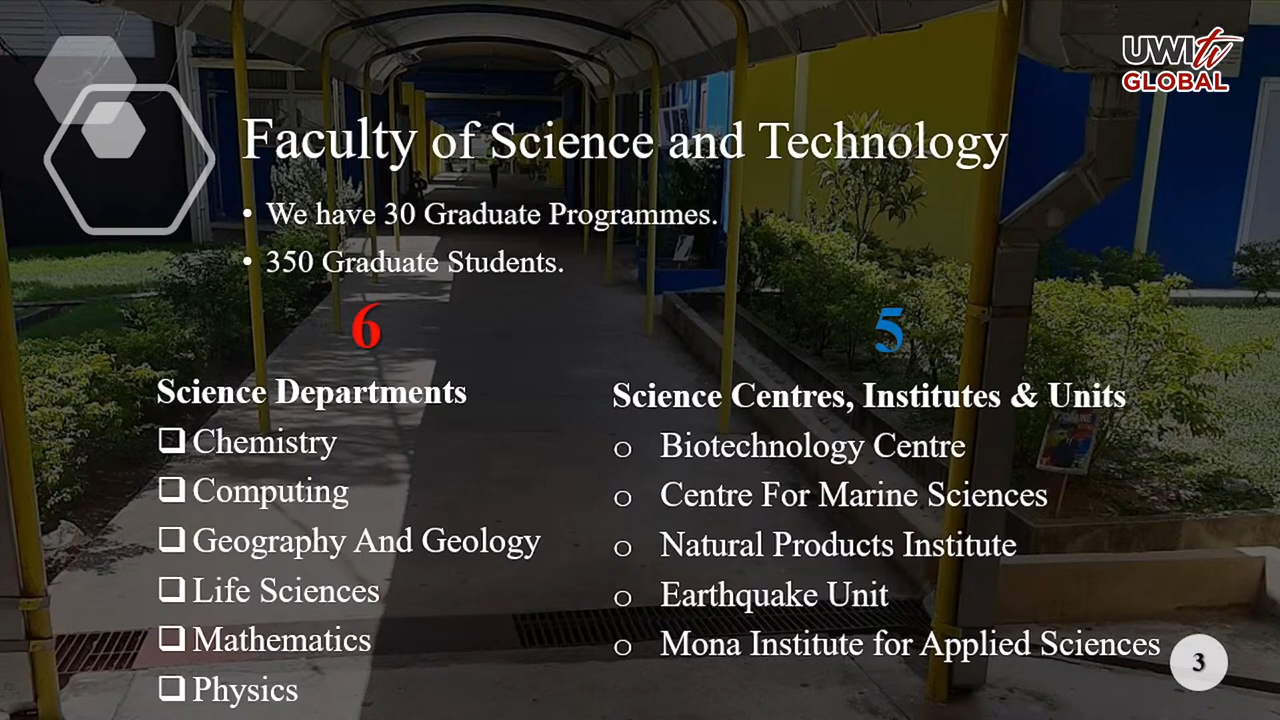 UWI tv
GLOBAL
Faculty of Science and Technology
• We have 30 Graduate Programmes.
• 350 Graduate Students.
6
Science Departments
❑ Chemistry
❑ Computing
❑ Geography And Geology
❑ Life Sciences
❑ Mathematics
❑ Physics
5
Science Centres, Institutes & Units
o Biotechnology Centre
o Centre For Marine Sciences
o Natural Products Institute
o Earthquake Unit
o Mona Institute for Applied Sciences
3